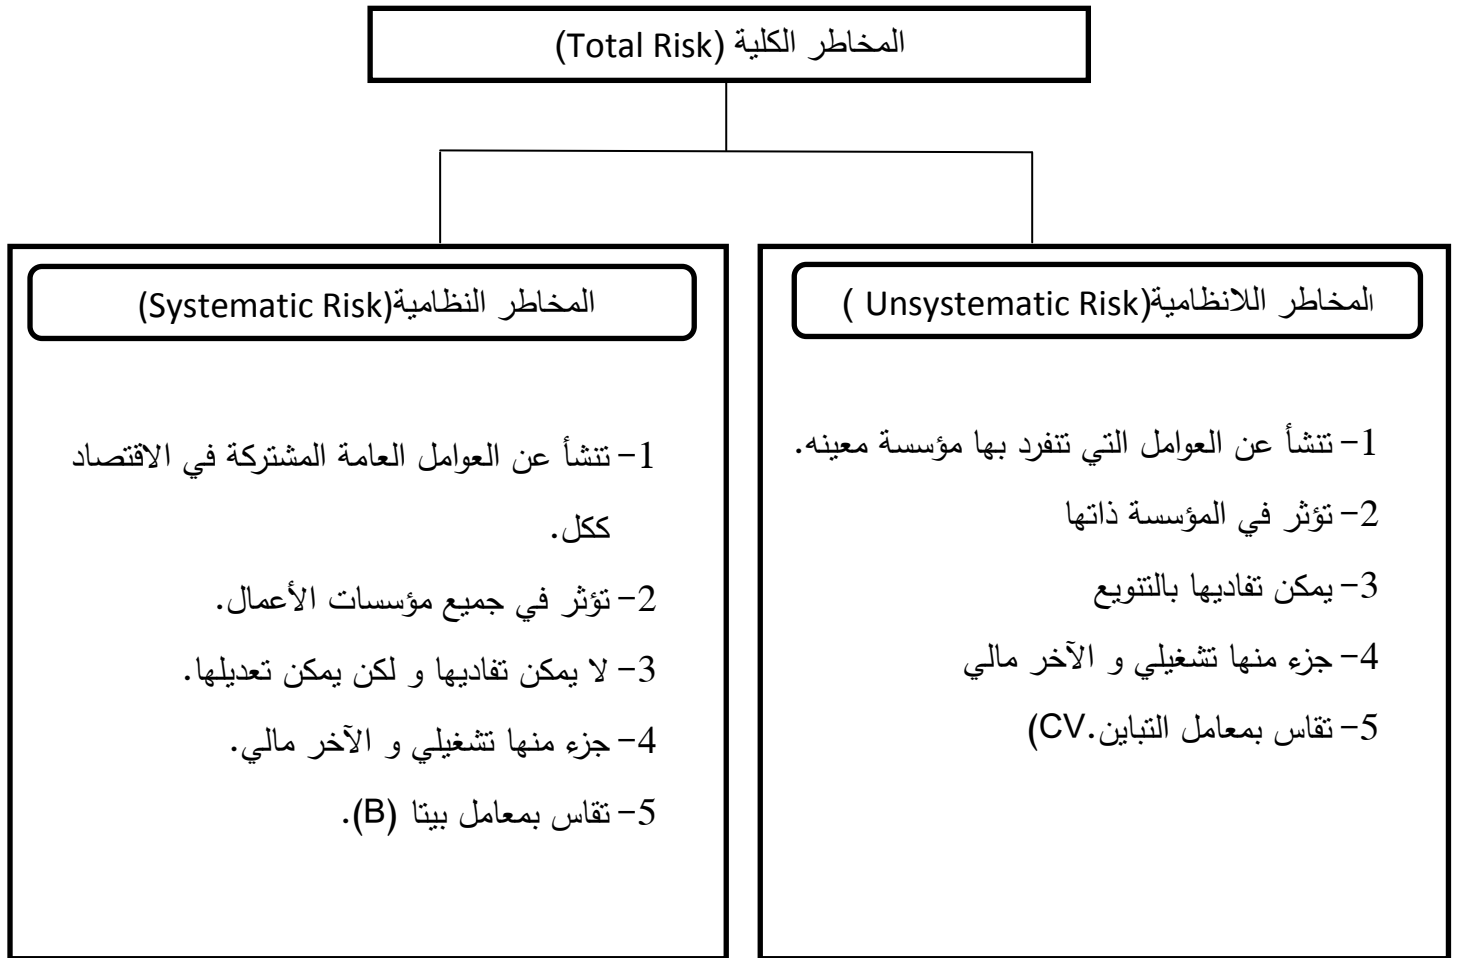 المخاطر الكلية (Total Risk)
المخاطر اللانظامية(Unsystematic Risk )
1- تنشأ عن العوامل التي تتفرد بها مؤسسة معينه.
2- تؤثر في المؤسسة ذاتها
3- يمكن تفاديها بالتنويع
4- جزء منها تشغيلي و الآخر مالي
5- تقاس بمعامل التباين.CV)
المخاطر النظامية(Systematic Risk)
1- تنشأ عن العوامل العامة المشتركة في الاقتصاد
ككل.
2- تؤثر في جميع مؤسسات الأعمال.
3- لا يمكن تفاديها و لكن يمكن تعديلها.
4- جزء منها تشغيلي و الآخر مالي.
5- تقاس بمعامل بيتا (B).